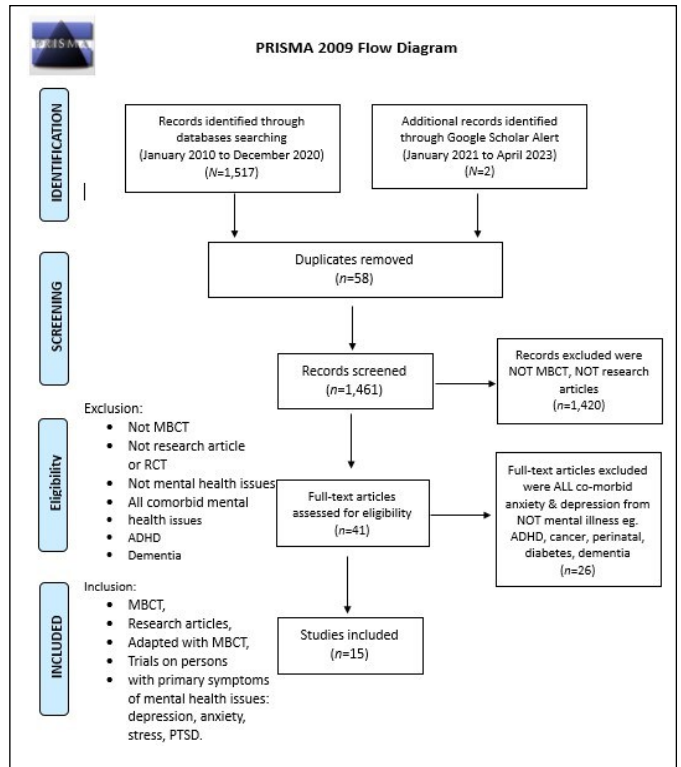 PRISMA
PRISMA 2009 Flow Diagram
IDENTIFICATION
Records identified through
databases searching
(January 2010 to December 2020)
(N=1,517)
Additional records identified
through Google Scholar Alert
(January 2021 to April 2023)
(N=2)
Duplicates removed
(n=58)
SCREENING
Records screened
(n=1,461)
Records excluded were
NOT MBCT, NOT research
articles
(n=1,420)
Eligibility
Exclusion:
• Not MBCT
• Not research article
or RCT
• Not mental health issues
• All comorbid mental
• health issues
• ADHD
• Dementia
Full-text articles
assessed for eligibility
(n=41)
Full-text articles excluded
were ALL co-morbid
anxiety & depression from
NOT mental illness eg.
ADHD, cancer, perinatal,
diabetes, dementia
(n=26)
INCLUDED
Inclusion:
• MBCT,
• Research articles,
• Adapted with MBCT,
• Trials on persons
• with primary symptoms
of mental health issues:
depression, anxiety,
stress, PTSD.
Studies included
(n=15)